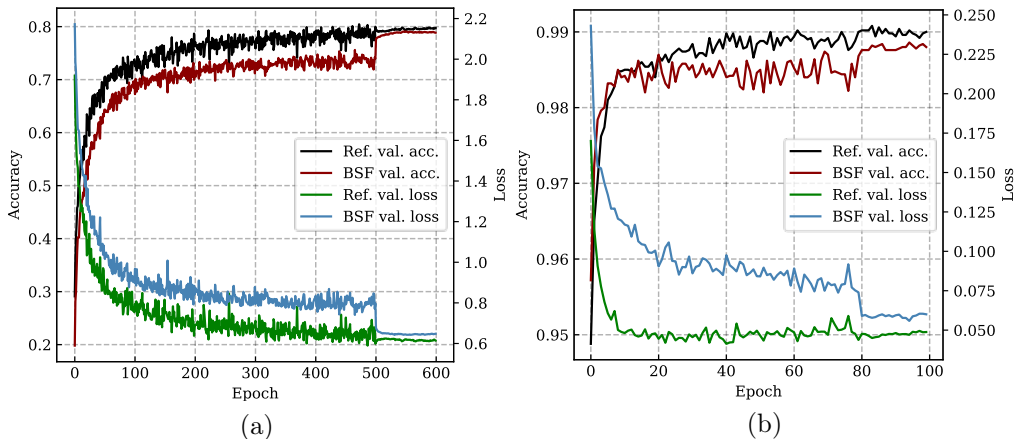 0.8
0.7
0.6
0.5
0.4
0.3
0.2
Accuracy
0 100 200 300 400 500 600
Epoch
2.2
2.0
1.8
1.6
1.4
1.2
1.0
0.8
0.6
Loss
Ref. val. acc.
BSF val. acc.
Ref. val. loss
BSF val. loss
(a)
0.99
0.98
0.97
0.96
0.95
Accuracy
0 20 40 60 80 100
Epoch
0.250
0.225
0.200
0.175
0.150
0.125
0.100
0.075
0.050
Loss
Ref. val. acc.
BSF val. acc.
Ref. val. loss
BSF val. loss
(b)